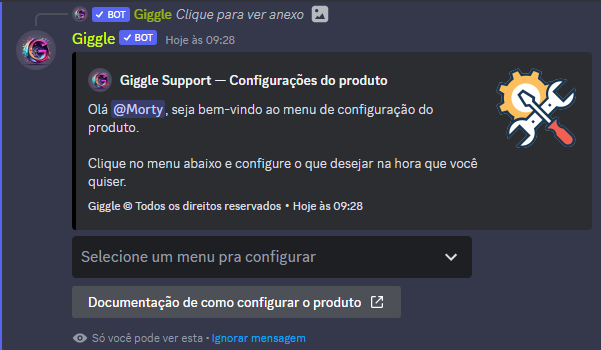 BOT Giggle Clique para ver anexo
Giggle BOT Hoje às 09:28
Giggle Support — Configurações do produto
Olá @Morty, seja bem-vindo ao menu de configuração do
produto.
Clique no menu abaixo e configure o que desejar na hora que você
quiser.
Giggle © Todos os direitos reservados • Hoje às 09:28
Selecione um menu pra configurar
Documentação de como configurar o produto
Só você pode ver esta • Ignorar mensagem